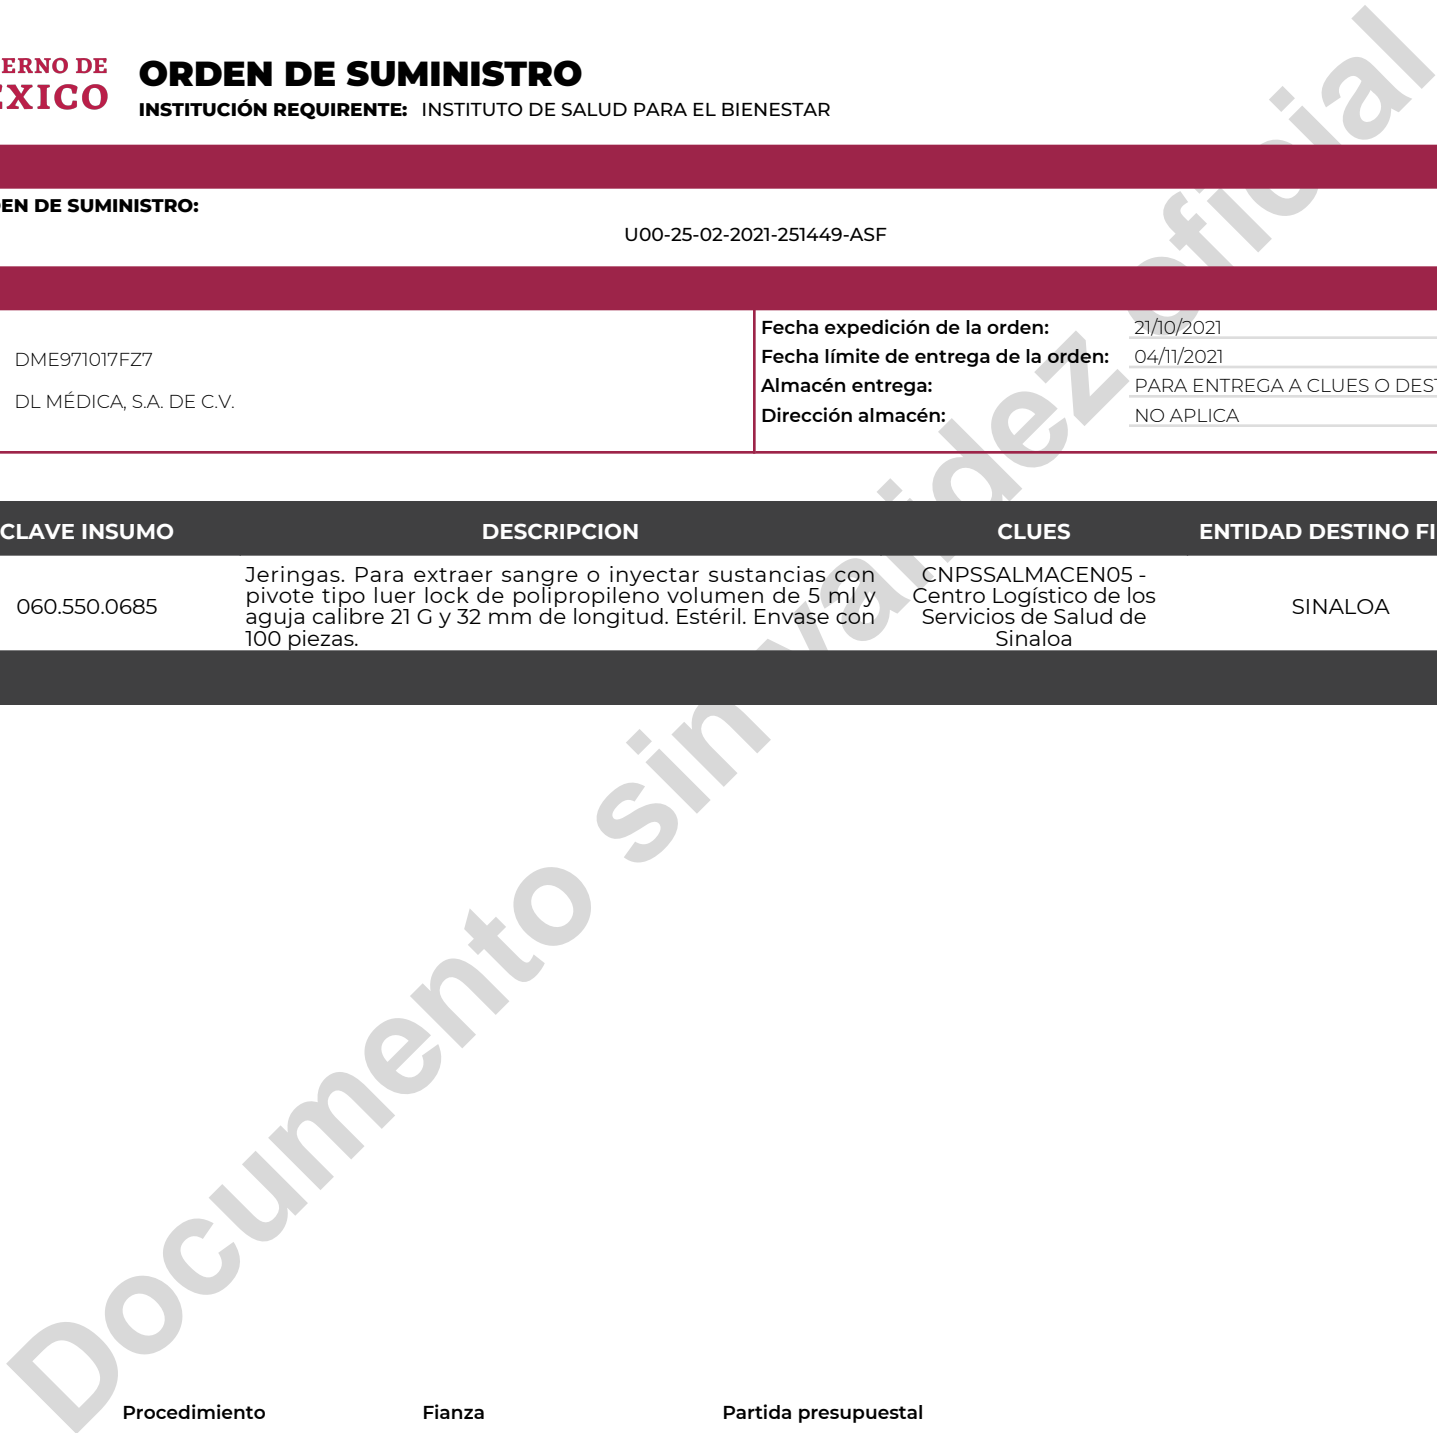 ERNO DE
EXICO
ORDEN DE SUMINISTRO
INSTITUCIÓN REQUIRENTE: INSTITUTO DE SALUD PARA EL BIENESTAR
EN DE SUMINISTRO:
U00-25-02-2021-251449-ASF
DME971017FZ7
DL MÉDICA, S.A. DE C.V.
Fecha expedición de la orden: 21/10/2021
Fecha límite de entrega de la orden: 04/11/2021
Almacén entrega: PARA ENTREGA A CLUES O DEST
Dirección almacén: NO APLICA
CLAVE INSUMO DESCRIPCION CLUES ENTIDAD DESTINO FI
060.550.0685
Jeringas. Para extraer sangre o inyectar sustancias con
pivote tipo luer lock de polipropileno volumen de 5 ml y
aguja calibre 21 G y 32 mm de longitud. Estéril. Envase con
100 piezas.
CNPSSALMACEN05 -
Centro Logístico de los
Servicios de Salud de
Sinaloa
SINALOA
Documento sin validez oficial
Procedimiento Fianza Partida presupuestal